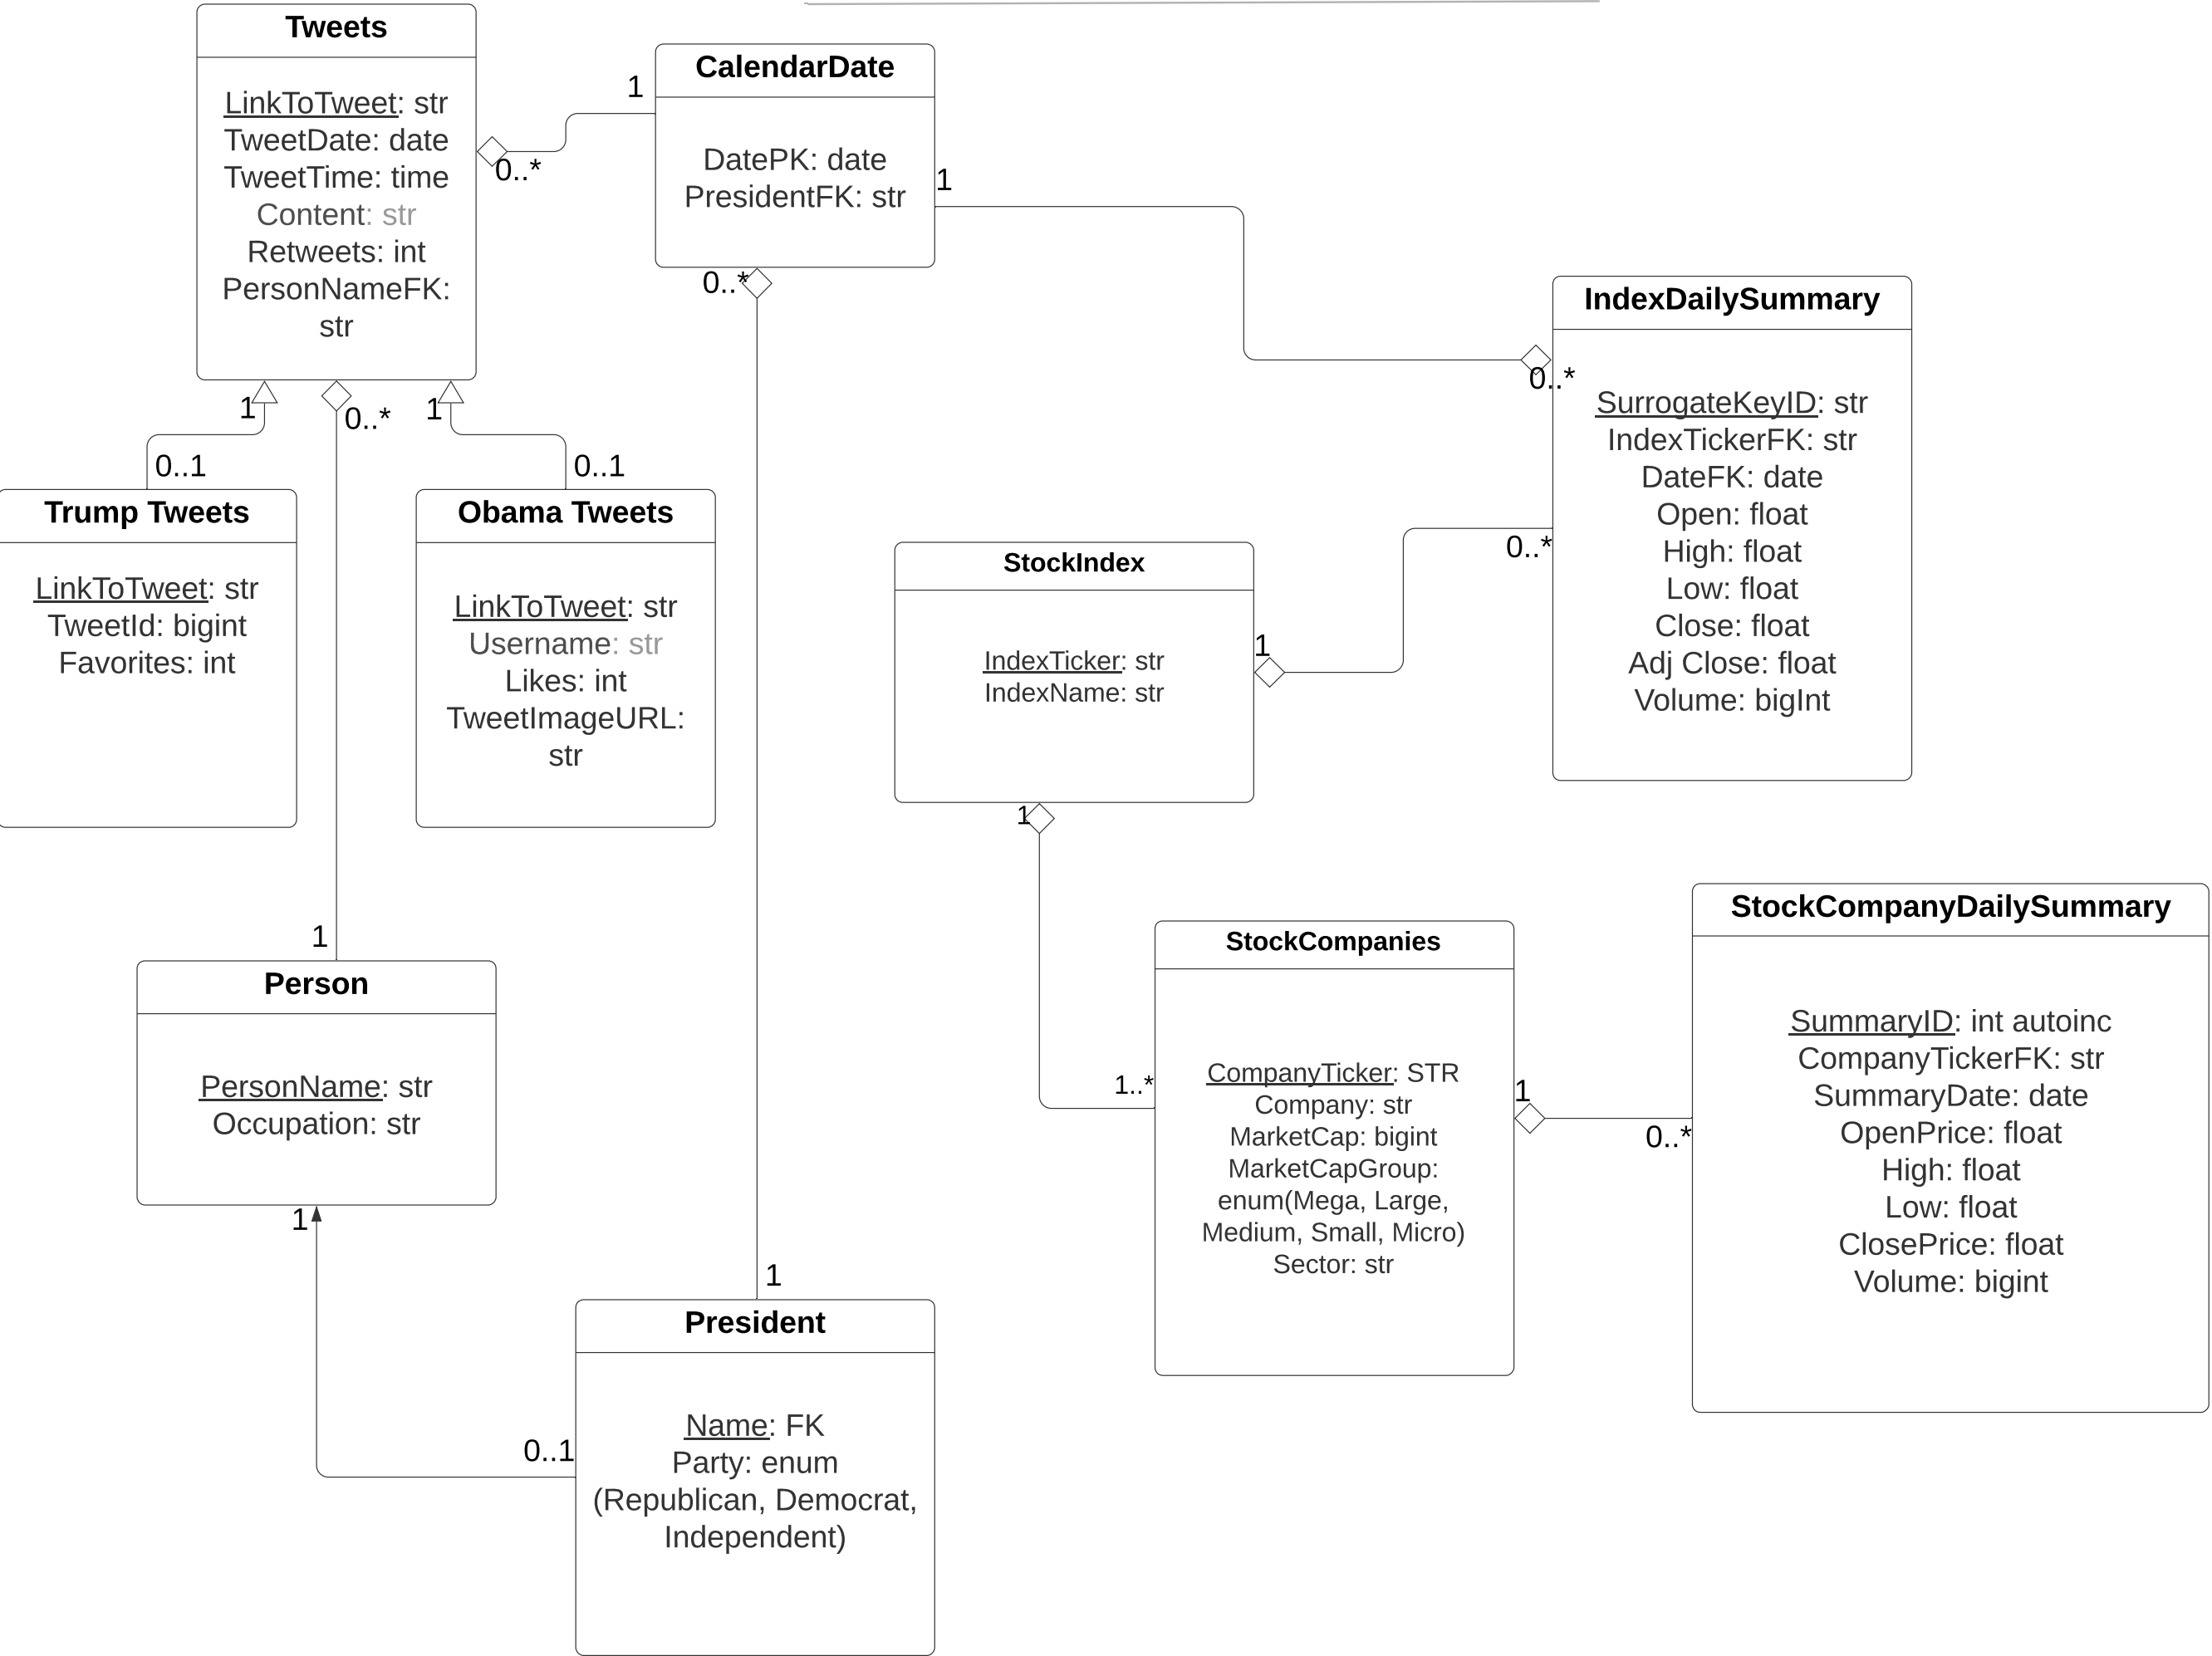 Tweets
LinkToTweet: str
TweetDate: date
TweetTime: time
Content: str
Retweets: int
PersonNameFK:
str
1
0..*
CalendarDate
DatePK: date
PresidentFK: str
1
0..*
0..*
IndexDailySummary
SurrogateKeyID: str
IndexTickerFK: str
DateFK: date
Open: float
High: float
Low: float
Close: float
Adj Close: float
Volume: bigInt
0..*
1
0..*
1
0..1
0..1
Trump Tweets
LinkToTweet: str
TweetId: bigint
Favorites: int
Obama Tweets
LinkToTweet: str
Username: str
Likes: int
TweetImageURL:
str
StockIndex
IndexTicker: str
IndexName: str
1
1
1..*
StockCompanies
CompanyTicker: STR
Company: str
MarketCap: bigint
MarketCapGroup:
enum(Mega, Large,
Medium, Small, Micro)
Sector: str
1
0..*
StockCompanyDailySummary
SummaryID: int autoinc
CompanyTickerFK: str
SummaryDate: date
OpenPrice: float
High: float
Low: float
ClosePrice: float
Volume: bigint
1
Person
PersonName: str
Occupation: str
1
0..1
1
President
Name: FK
Party: enum
(Republican, Democrat,
Independent)